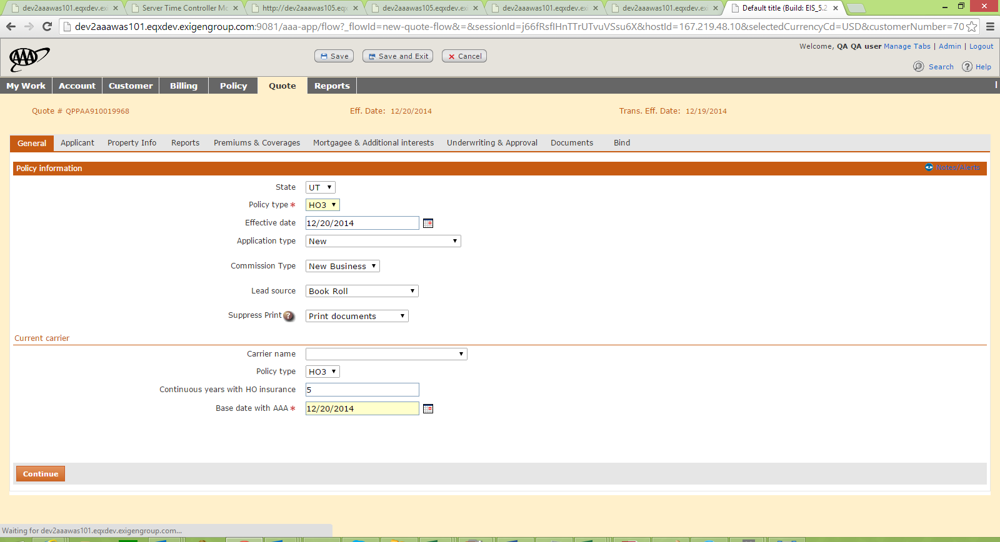 dev2aaawas101.eqxdev.exi
Server Time Controller Mo
http://dev2aaawas105.eqx
dev2aaawas105.eqxdev.exi
dev2aaawas101.eqxdev.exi
dev2aaawas101.eqxdev.exi
Default title (Build: EIS_5.2
dev2aaawas101.eqxdev.exigengroup.com:9081/aaa-app/flow?_flowId=new-quote-flow&=&sessionId=j66fRsfIHnTTrUTvuVSsu6X&hostId=167.219.48.10&selectedCurrencyCd=USD&customerNumber=70
Welcome, QA QA user Manage Tabs | Admin | Logout
AAA
Save Save and Exit Cancel
Search ? Help
My Work Account Customer Billing Policy Quote Reports
Quote # QPPAA910019968 Eff. Date: 12/20/2014 Trans. Eff. Date: 12/19/2014
General Applicant Property Info Reports Premiums & Coverages Mortgagee & Additional interests Underwriting & Approval Documents Bind
Policy information Notes/Alerts
State UT
Policy type * HO3
Effective date 12/20/2014
Application type New
Commission Type New Business
Lead source Book Roll
Suppress Print ? Print documents
Current carrier
Carrier name
Policy type HO3
Continuous years with HO insurance 5
Base date with AAA * 12/20/2014
Continue
Waiting for dev2aaawas101.eqxdev.exigengroup.com...